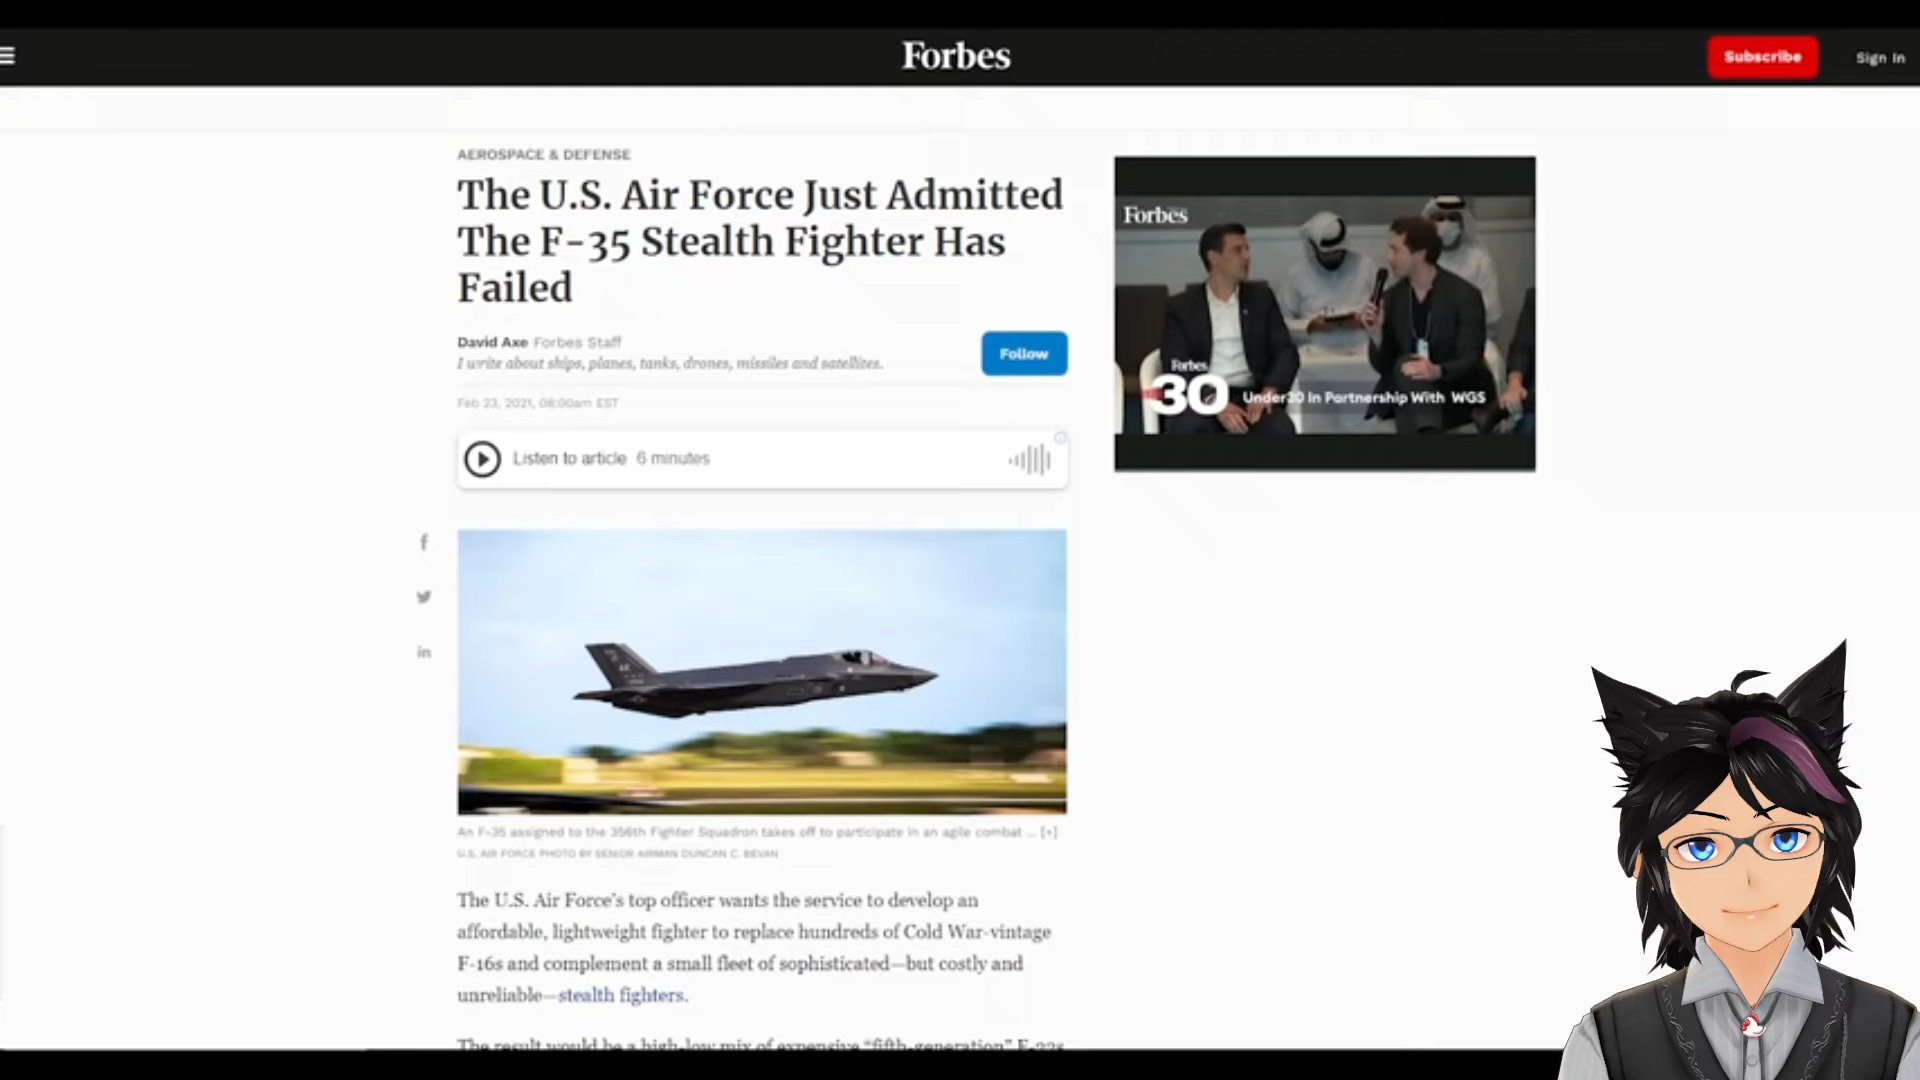 Forbes
Subscribe
Sign In
AEROSPACE & DEFENSE
The U.S. Air Force Just Admitted
The F-35 Stealth Fighter Has
Failed
David Axe Forbes Staff
I write about ships, planes, tanks, drones, missiles and satellites.
Follow
Feb 23, 2021, 08:00am EST
Listen to article 6 minutes
Forbes
Forbes
30 Under30 In Partnership With WGS
f
in
An F-35 assigned to the 356th Fighter Squadron takes off to participate in an agile combat ... [+]
U.S. AIR FORCE PHOTO BY SENIOR AIRMAN DUNCAN C. BEVAN
The U.S. Air Force's top officer wants the service to develop an
affordable, lightweight fighter to replace hundreds of Cold War-vintage
F-16s and complement a small fleet of sophisticated—but costly and
unreliable—stealth fighters.
The result would be a high-low mix of expensive "fifth-generation" F-22s